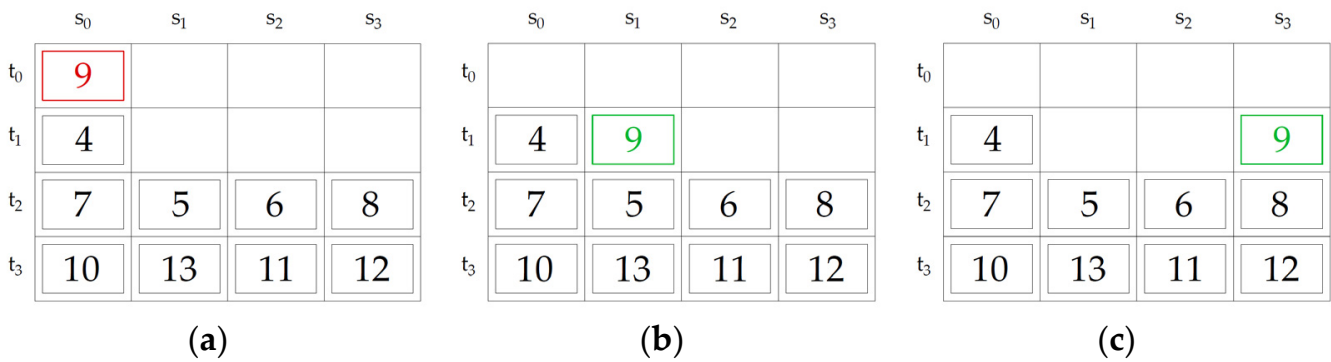 s0 s1 s2 s3 s0 s1 s2 s3 s0 s1 s2 s3
t0 9 t0 t0
t1 4 t1 4 9 t1 4 9
t2 7 5 6 8 t2 7 5 6 8 t2 7 5 6 8
t3 10 13 11 12 t3 10 13 11 12 t3 10 13 11 12
(a) (b) (c)